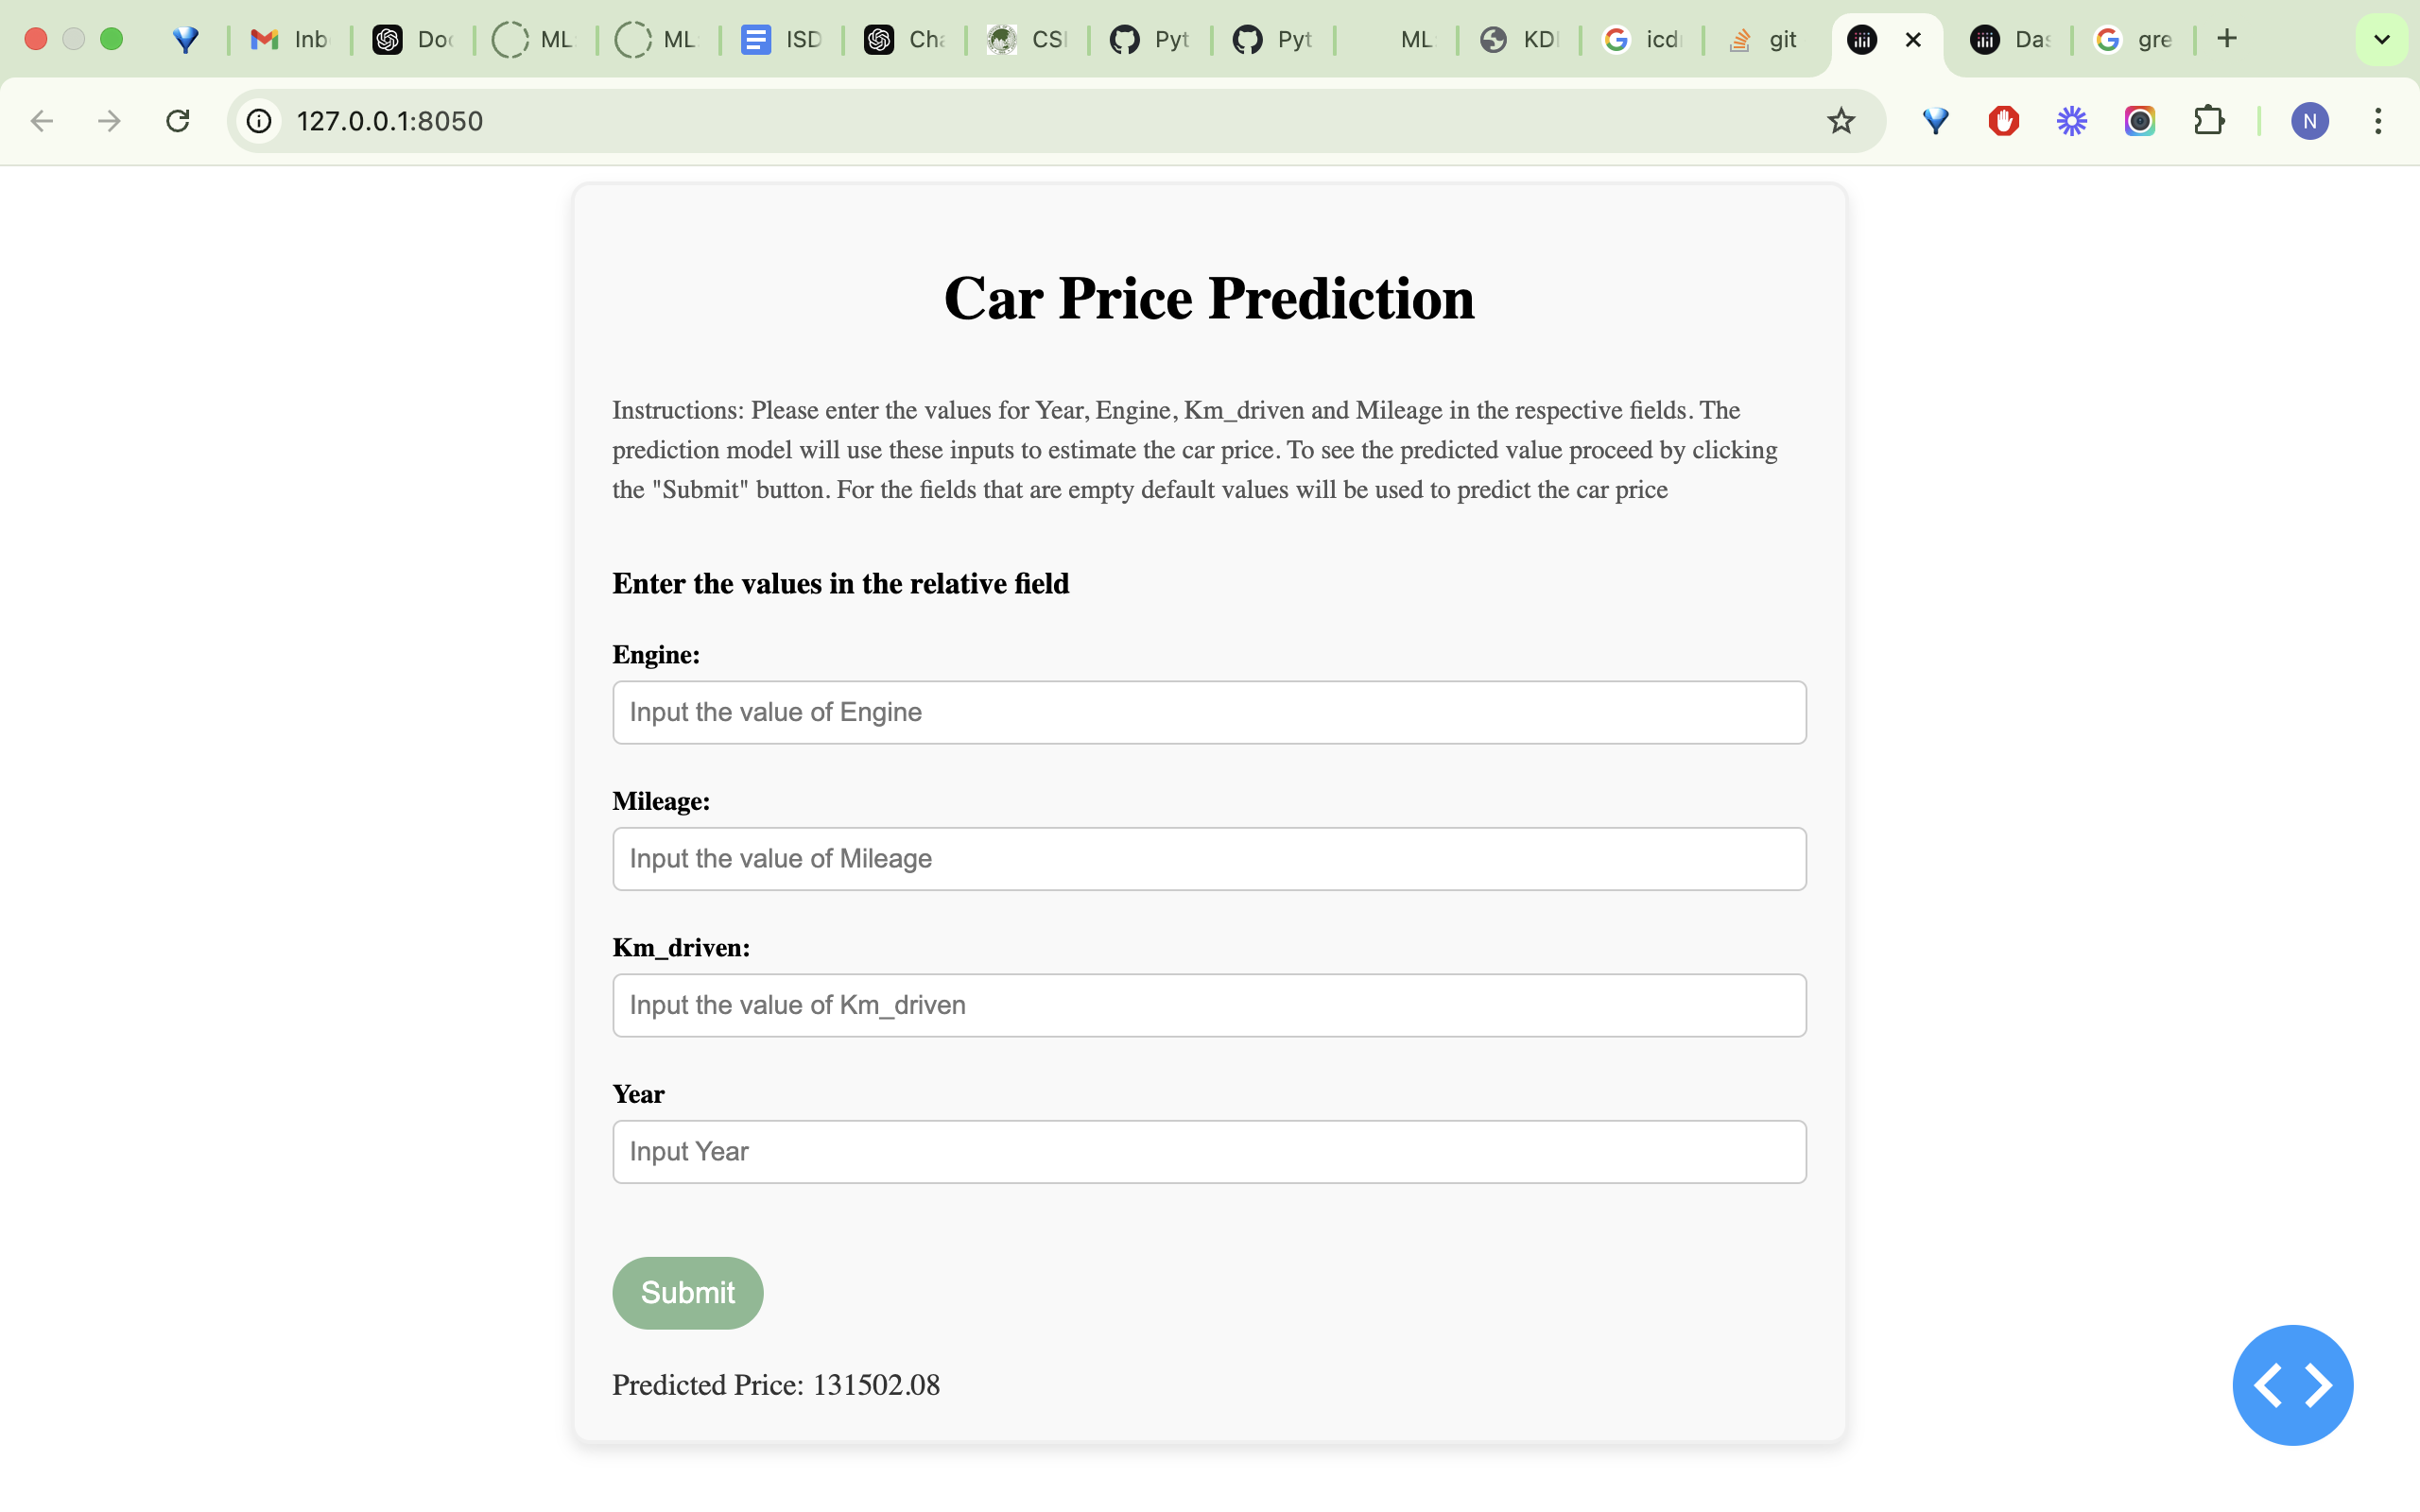 Inb
Doc
ML:
ML:
ISD
Cha
CSI
Pyt
Pyt
ML:
KDI
icdr
git
Das
gre
127.0.0.1:8050
N
Car Price Prediction
Instructions: Please enter the values for Year, Engine, Km_driven and Mileage in the respective fields. The
prediction model will use these inputs to estimate the car price. To see the predicted value proceed by clicking
the "Submit" button. For the fields that are empty default values will be used to predict the car price
Enter the values in the relative field
Engine:
Input the value of Engine
Mileage:
Input the value of Mileage
Km_driven:
Input the value of Km_driven
Year
Input Year
Submit
Predicted Price: 131502.08